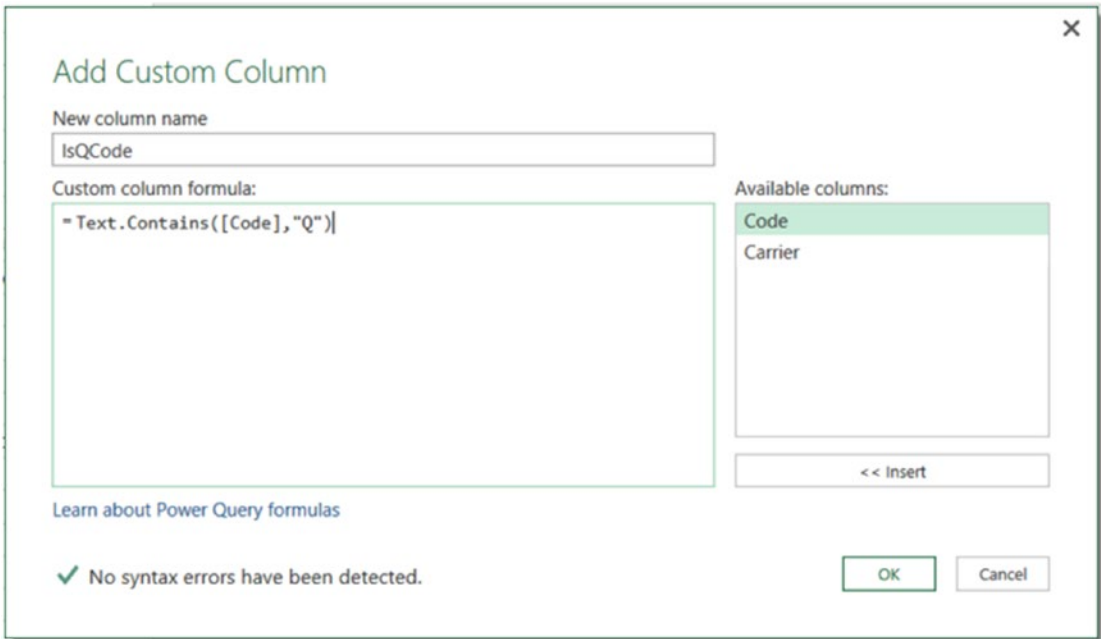 Add Custom Column
New column name
IsQCode
Custom column formula:
= Text.Contains([Code],"Q")
Available columns:
Code
Carrier
<< Insert
Learn about Power Query formulas
No syntax errors have been detected.
OK
Cancel